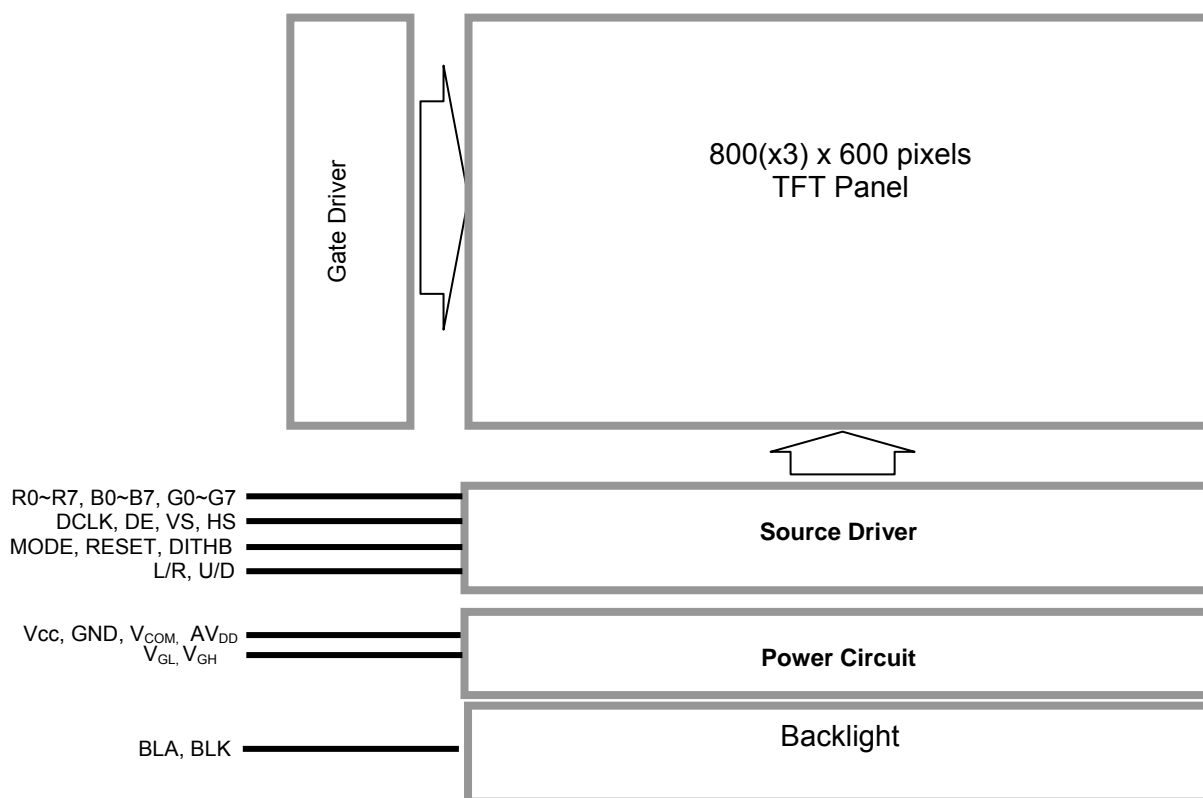 800(x3) x 600 pixels
TFT Panel
Gate Driver
R0~R7, B0~B7, G0~G7
DCLK, DE, VS, HS
MODE, RESET, DITHB
L/R, U/D
Source Driver
Vcc, GND, VCOM, AVDD
VGL, VGH
Power Circuit
BLA, BLK
Backlight